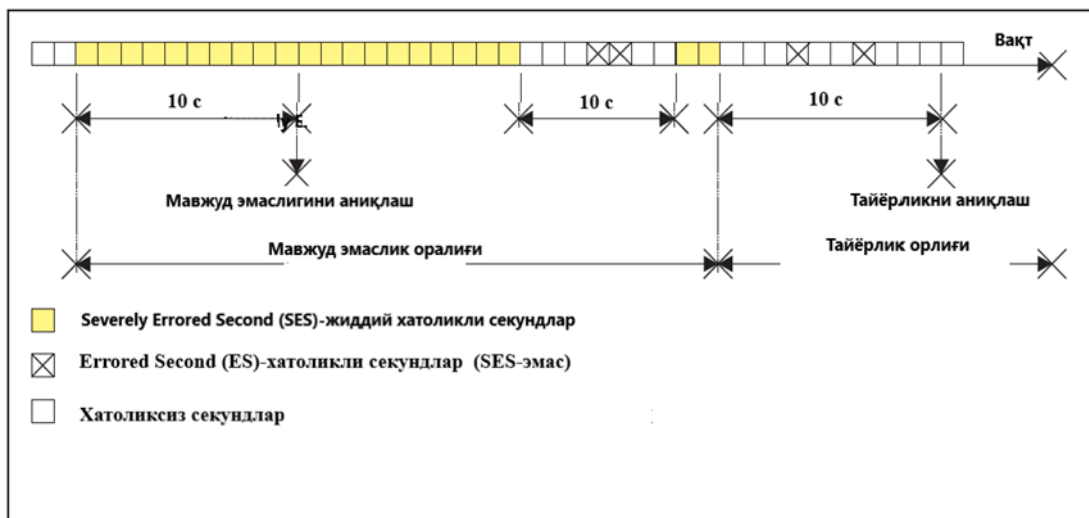 Вақт
10 с
10 с
10 с
Мавжуд эмаслигини аниқлаш
Тайёрликни аниқлаш
Мавжуд эмаслик оралиғи
Тайёрлик орлиғи
Severely Errored Second (SES)-жиддий хатоликли секундлар
Errored Second (ES)-хатоликли секундлар (SES-эмас)
Хатоликсиз секундлар